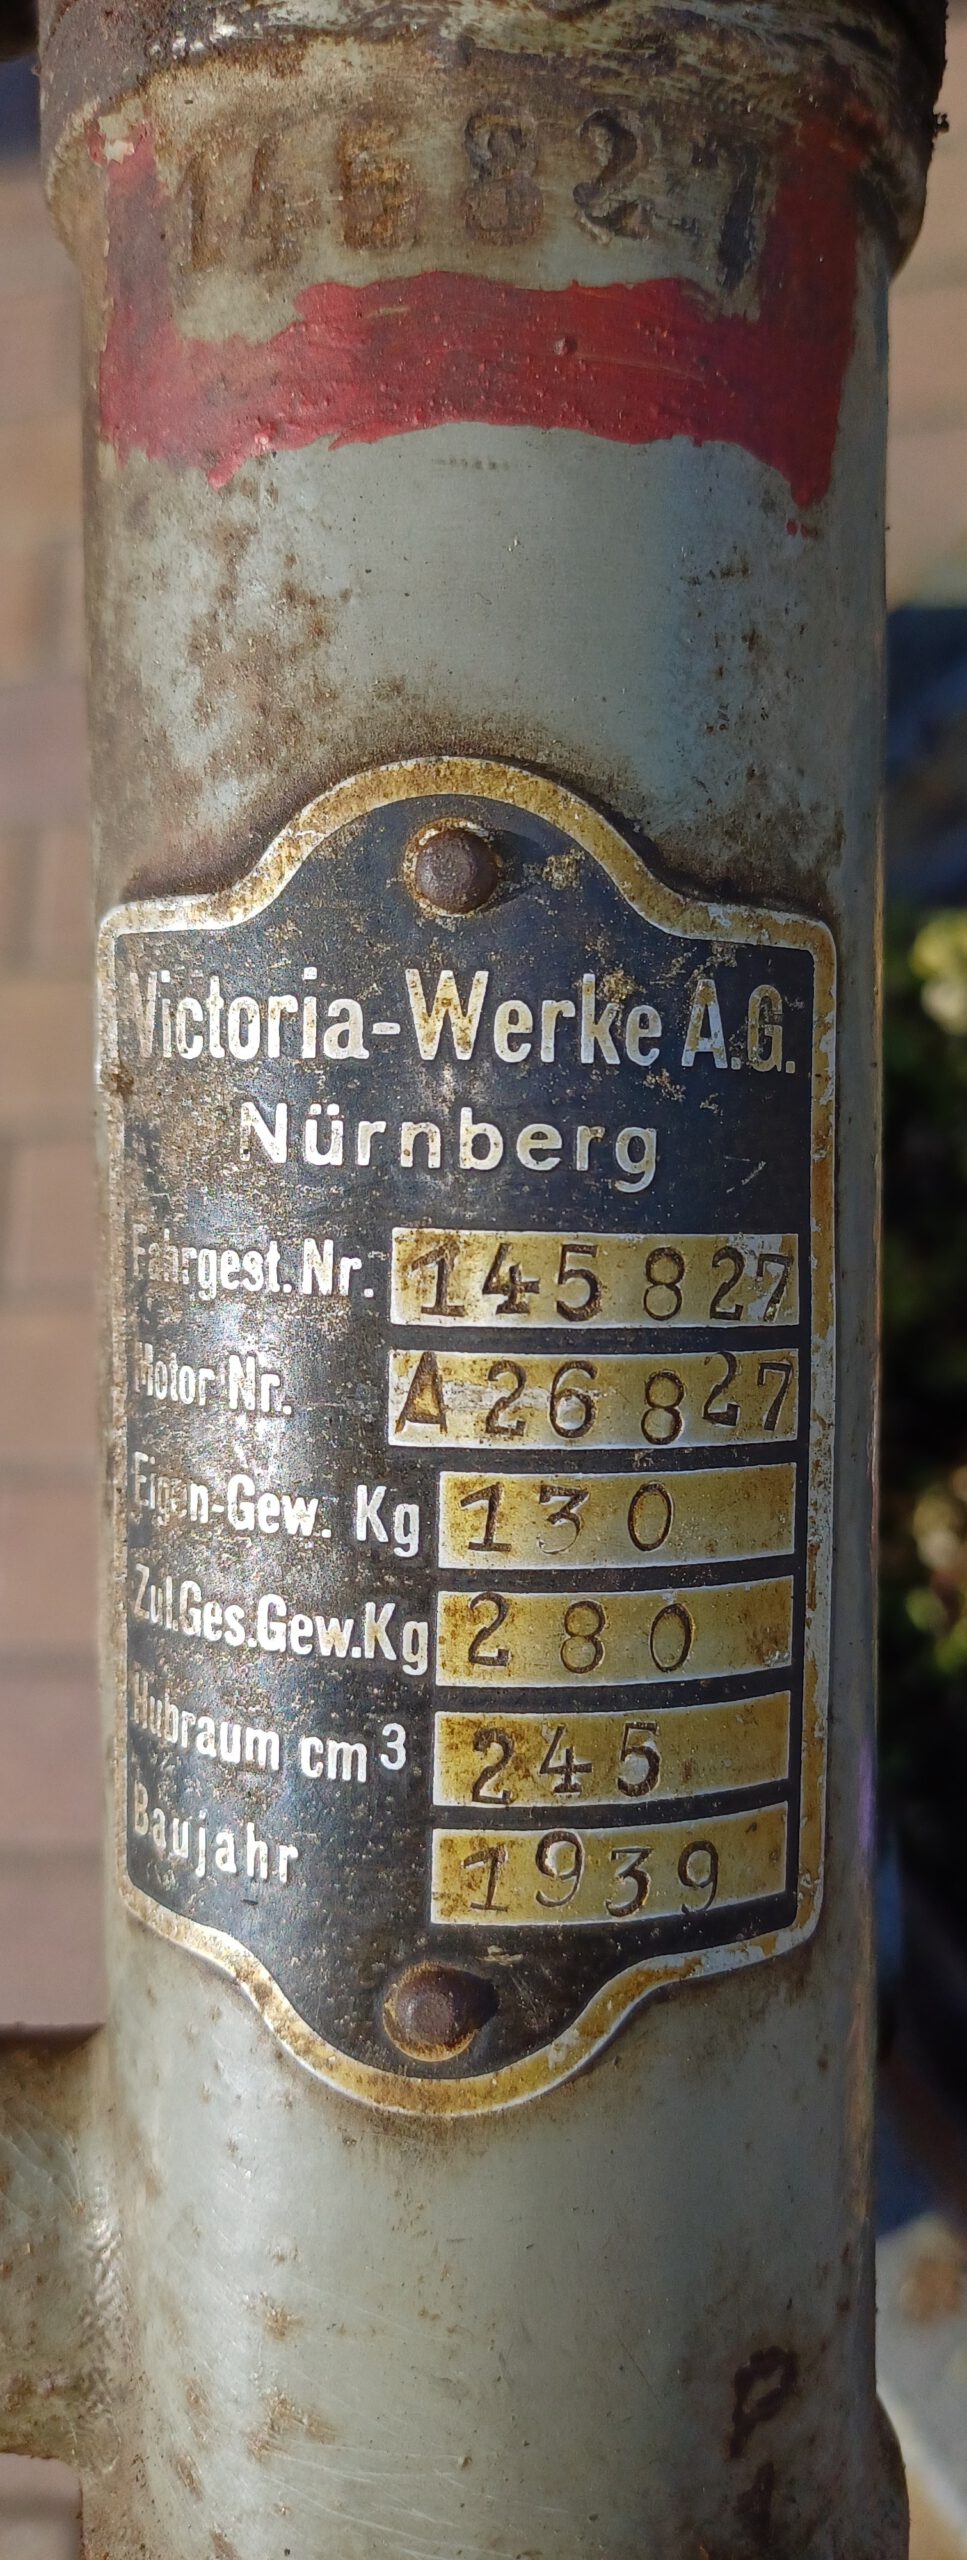 145827
Victoria-Werke A.G.
Nürnberg
Fahrgest. Nr. 145827
Motor Nr. A26827
Eigen-Gew. Kg 130
Zul.Ges.Gew.Kg 280
Hubraum cm³ 245
Baujahr 1939
P